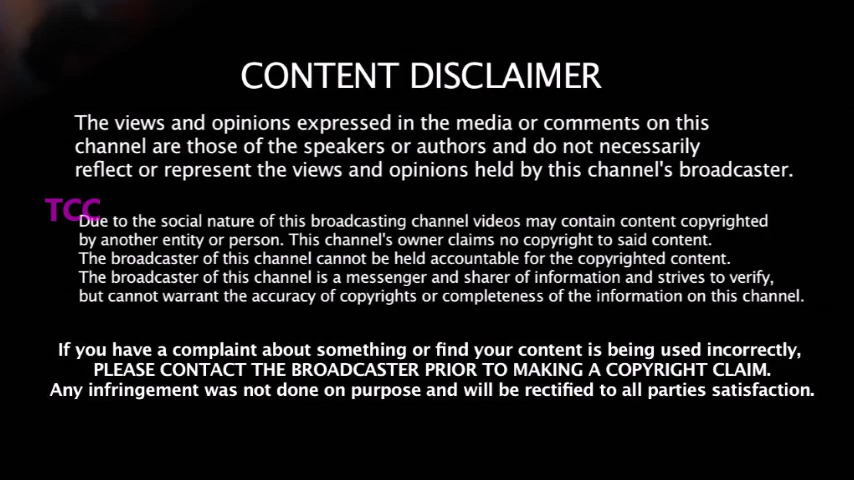 CONTENT DISCLAIMER
The views and opinions expressed in the media or comments on this
channel are those of the speakers or authors and do not necessarily
reflect or represent the views and opinions held by this channel's broadcaster.
TCC
Due to the social nature of this broadcasting channel videos may contain content copyrighted
by another entity or person. This channel's owner claims no copyright to said content.
The broadcaster of this channel cannot be held accountable for the copyrighted content.
The broadcaster of this channel is a messenger and sharer of information and strives to verify,
but cannot warrant the accuracy of copyrights or completeness of the information on this channel.
If you have a complaint about something or find your content is being used incorrectly,
PLEASE CONTACT THE BROADCASTER PRIOR TO MAKING A COPYRIGHT CLAIM.
Any infringement was not done on purpose and will be rectified to all parties satisfaction.